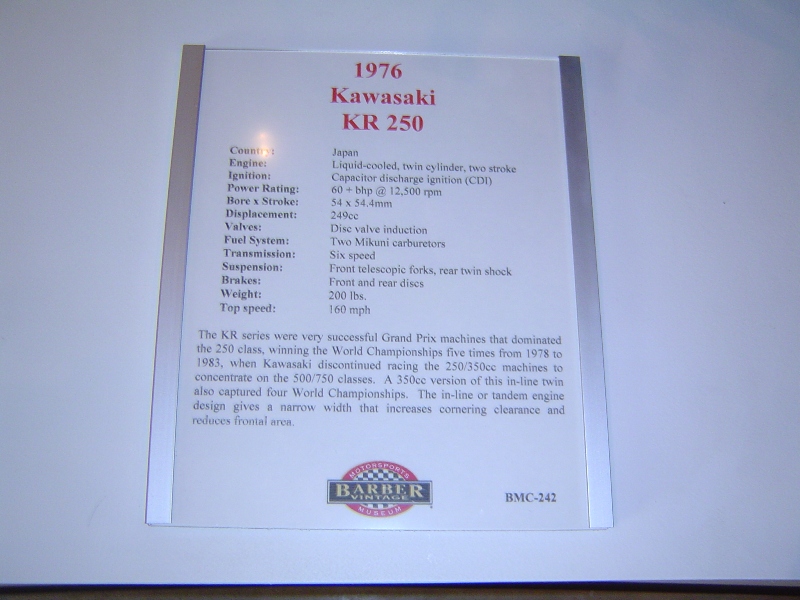 1976
Kawasaki
KR 250
Country: Japan
Engine: Liquid-cooled, twin cylinder, two stroke
Ignition: Capacitor discharge ignition (CDI)
Power Rating: 60 + bhp @ 12,500 rpm
Bore x Stroke: 54 x 54.4mm
Displacement: 249cc
Valves: Disc valve induction
Fuel System: Two Mikuni carburetors
Transmission: Six speed
Suspension: Front telescopic forks, rear twin shock
Brakes: Front and rear discs
Weight: 200 lbs.
Top speed: 160 mph
The KR series were very successful Grand Prix machines that dominated
the 250 class, winning the World Championships five times from 1978 to
1983, when Kawasaki discontinued racing the 250/350cc machines to
concentrate on the 500/750 classes. A 350cc version of this in-line twin
also captured four World Championships. The in-line or tandem engine
design gives a narrow width that increases cornering clearance and
reduces frontal area.
MOTORSPORTS
BARBER
VINTAGE
MUSEUM
BMC-242